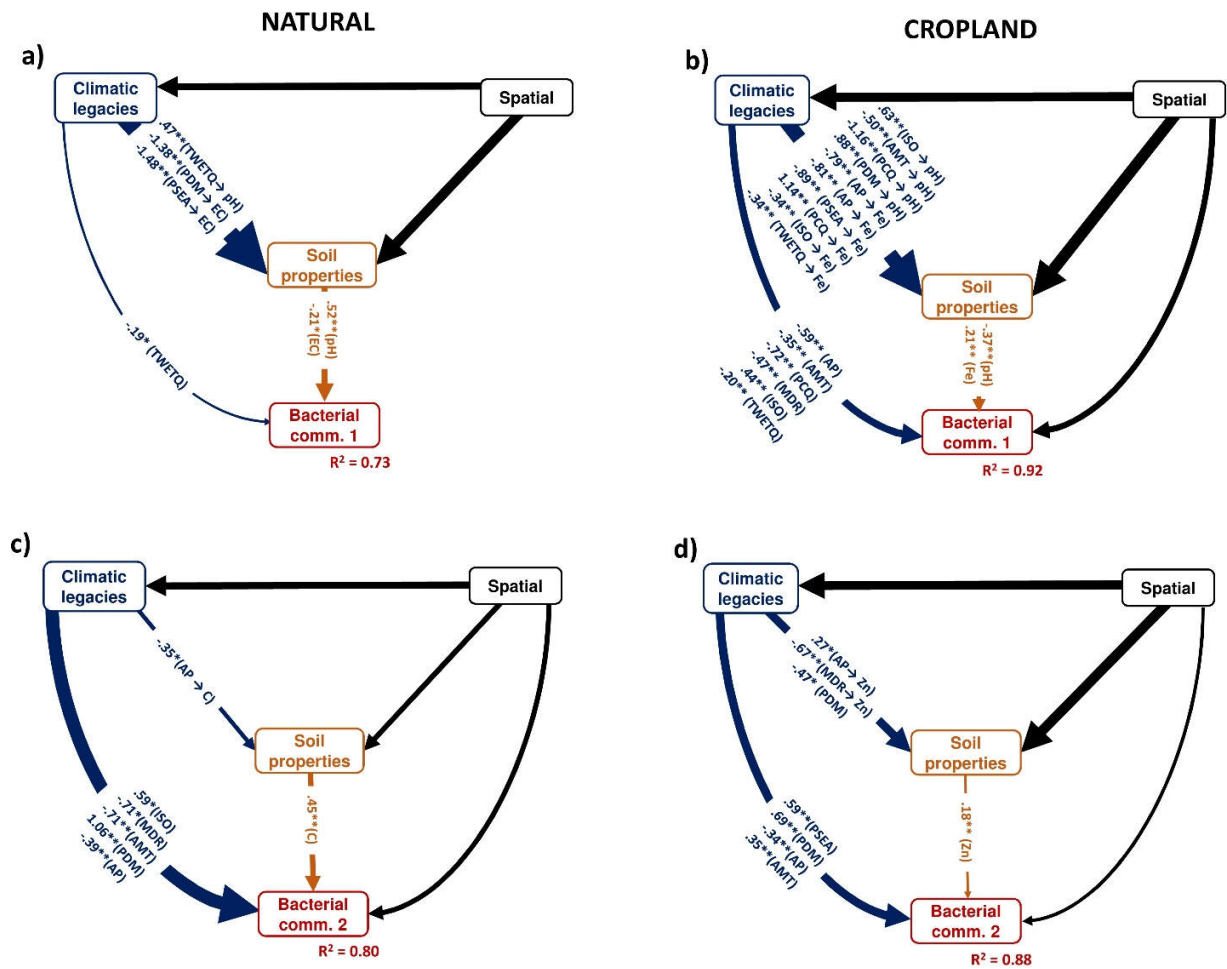 NATURAL
CROPLAND
a)
Climatic
legacies
Spatial
.47**(TWETQ→ pH)
-1.38**(PDM→ EC)
-1.48**(PSEA→ EC)
Soil
properties
.52**(pH)
-.21*(EC)
-.19* (TWETQ)
Bacterial
comm. 1
R² = 0.73
b)
Climatic
legacies
Spatial
.63**(ISO → pH)
-.50**(AMT → pH)
-1.16**(PCQ → pH)
.88**(PDM → pH)
-.79** (AP → Fe)
-.81** (PSEA → Fe)
1.14** (PCQ → Fe)
-.34** (ISO → Fe)
-.34** (TWETQ → Fe)
Soil
properties
-.37**(pH)
.21** (Fe)
-.59** (AP)
-.35** (AMT)
-.72** (PCQ)
-.47** (MDR)
.44** (ISO)
-.20** (TWETQ)
Bacterial
comm. 1
R² = 0.92
c)
Climatic
legacies
Spatial
-.35*(AP → C)
Soil
properties
.45**(C)
.59*(ISO)
-.71*(MDR)
-.71**(AMT)
1.06**(PDM)
-.39**(AP)
Bacterial
comm. 2
R² = 0.80
d)
Climatic
legacies
Spatial
.27*(AP→ Zn)
-.67**(MDR→ Zn)
-.47* (PDM)
Soil
properties
.18** (Zn)
.59**(PSEA)
.69**(PDM)
-.34**(AP)
.35**(AMT)
Bacterial
comm. 2
R² = 0.88